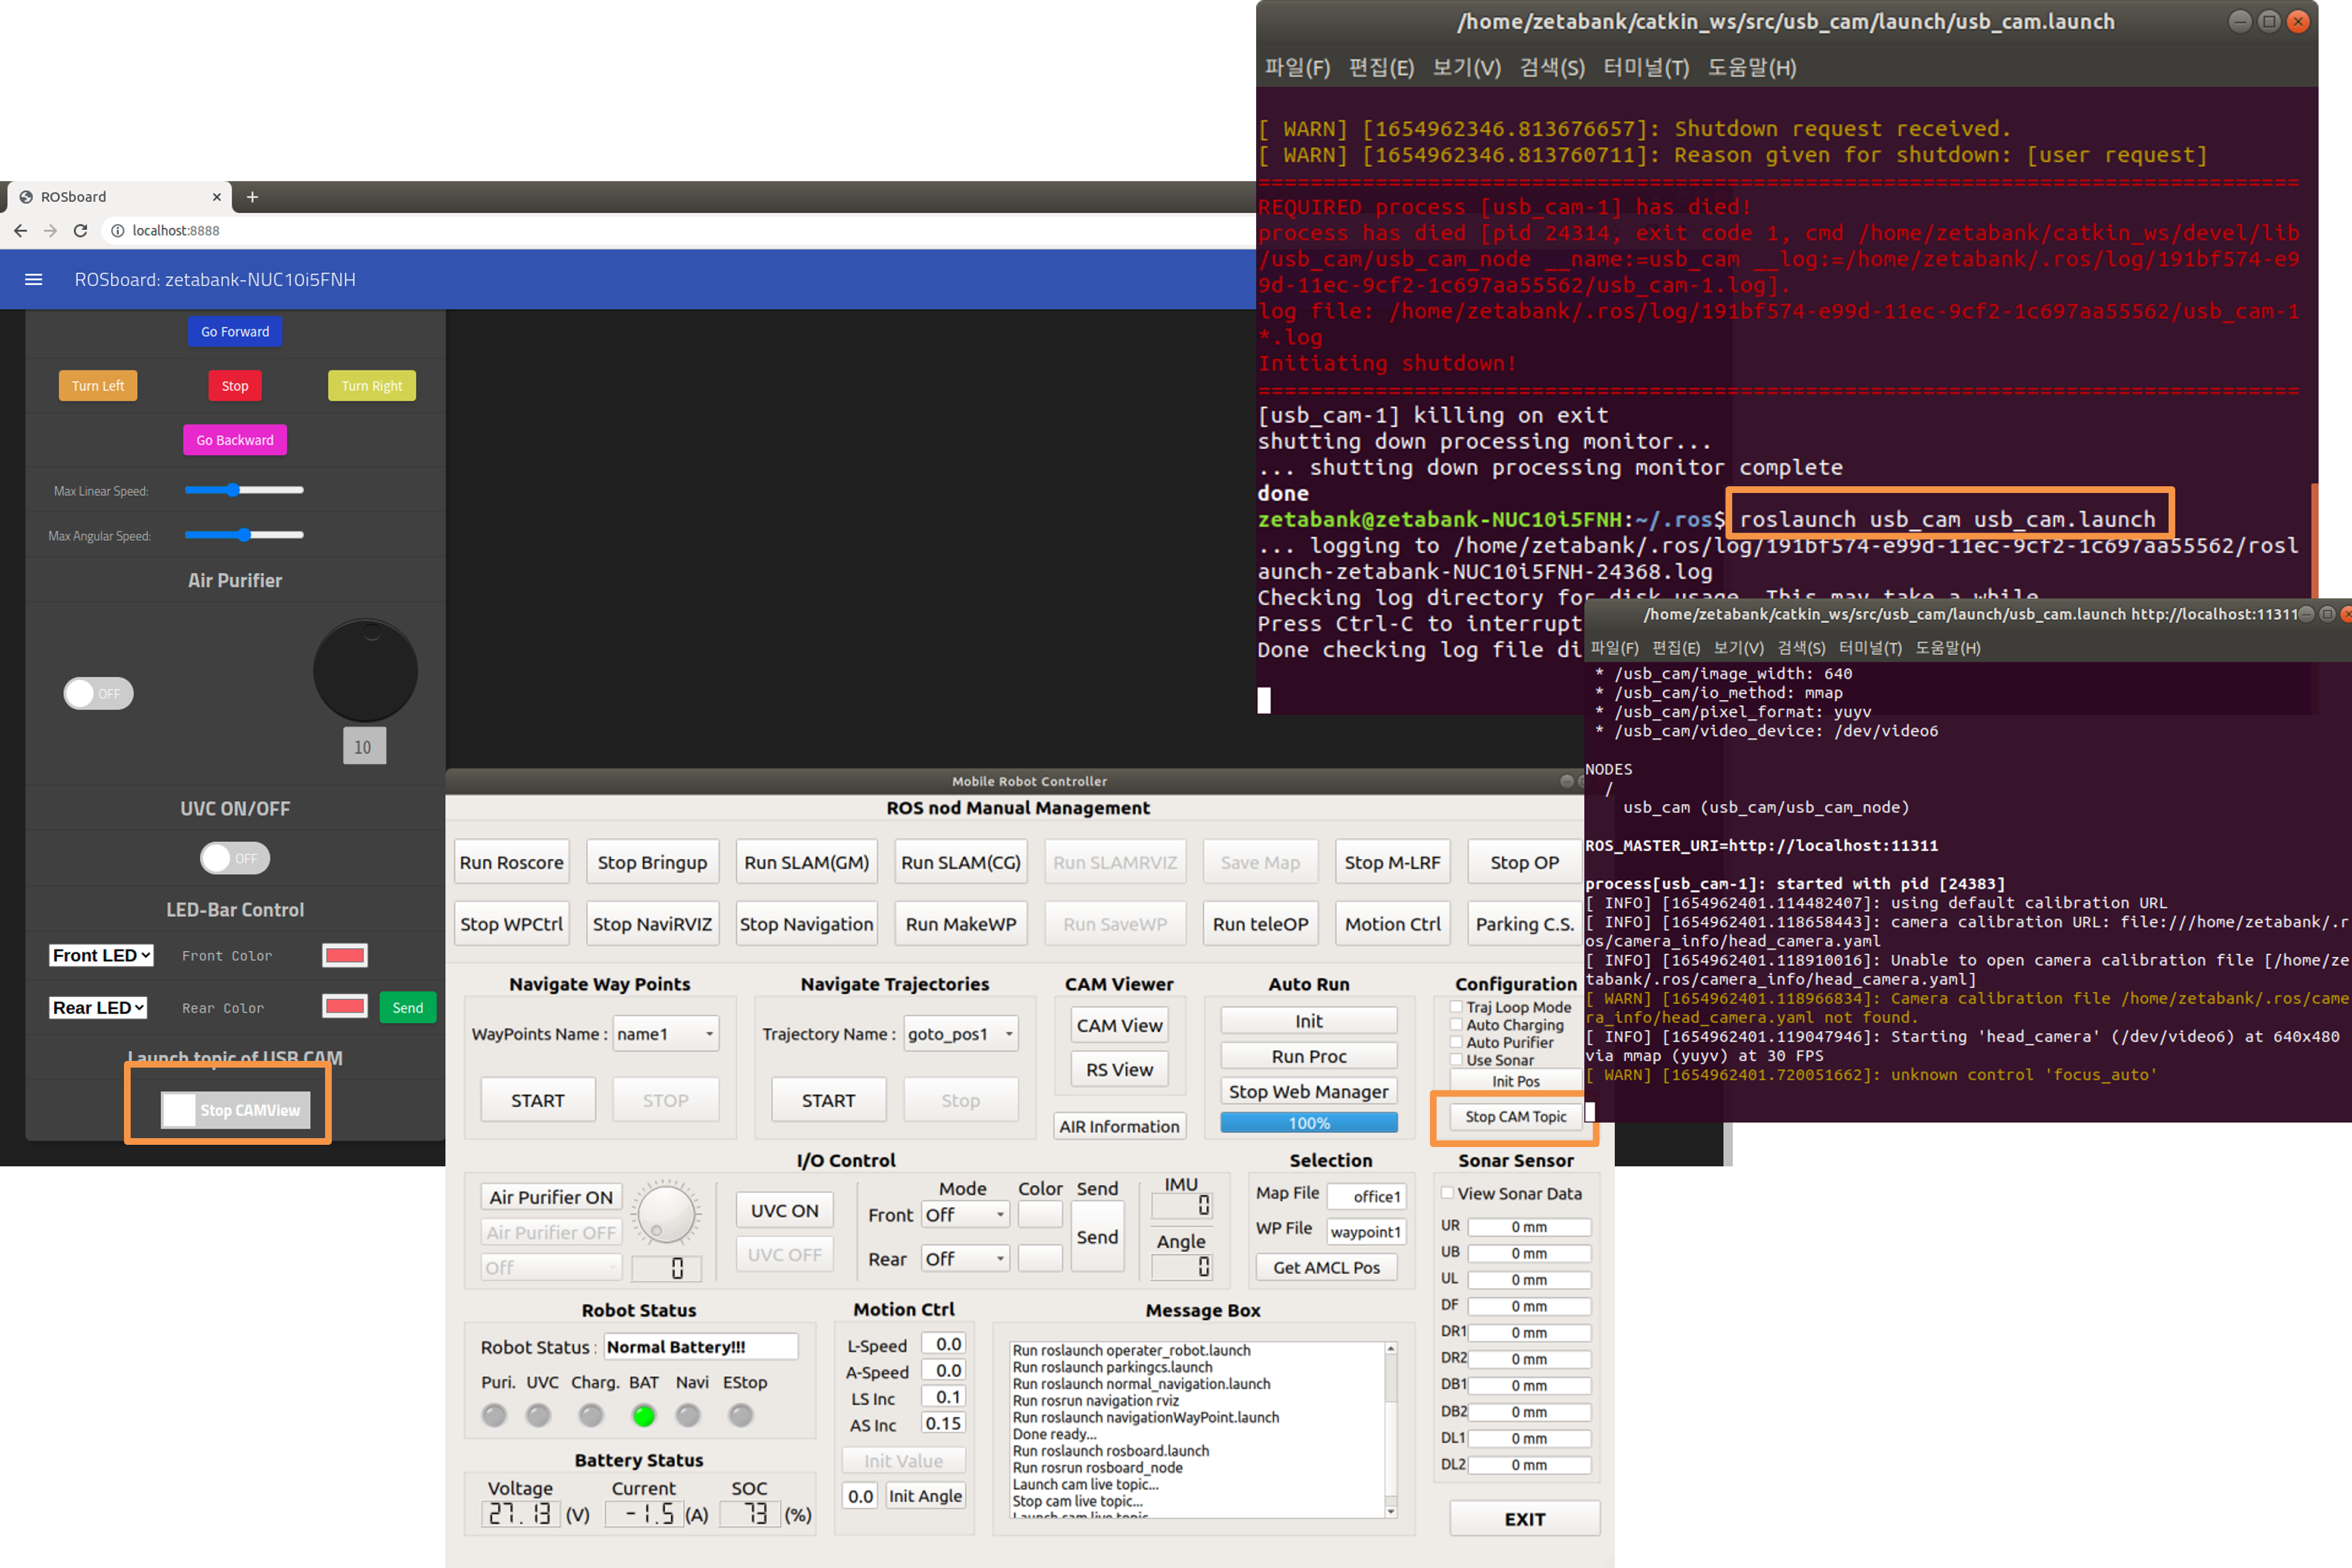 /home/zetabank/catkin_ws/src/usb_cam/launch/usb_cam.launch
파일(F) 편집(E) 보기(V) 검색(S) 터미널(T) 도움말(H)
[ WARN] [1654962346.813676657]: Shutdown request received.
[ WARN] [1654962346.813760711]: Reason given for shutdown: [user request]
================================================================================
REQUIRED process [usb_cam-1] has died!
process has died [pid 24314, exit code 1, cmd /home/zetabank/catkin_ws/devel/lib
/usb_cam/usb_cam_node __name:=usb_cam __log:=/home/zetabank/.ros/log/191bf574-e9
9d-11ec-9cf2-1c697aa55562/usb_cam-1.log].
log file: /home/zetabank/.ros/log/191bf574-e99d-11ec-9cf2-1c697aa55562/usb_cam-1
*.log
Initiating shutdown!
================================================================================
[usb_cam-1] killing on exit
shutting down processing monitor...
... shutting down processing monitor complete
done
zetabank@zetabank-NUC10i5FNH:~/.ros$ roslaunch usb_cam usb_cam.launch
... logging to /home/zetabank/.ros/log/191bf574-e99d-11ec-9cf2-1c697aa55562/rosl
aunch-zetabank-NUC10i5FNH-24368.log
Checking log directory for disk usage. This may take a while.
Press Ctrl-C to interrupt
Done checking log file di
ROSboard
localhost:8888
ROSboard: zetabank-NUC10i5FNH
Go Forward
Turn Left Stop Turn Right
Go Backward
Max Linear Speed:
Max Angular Speed:
Air Purifier
OFF
10
UVC ON/OFF
OFF
LED-Bar Control
Front LED Front Color
Rear LED Rear Color Send
Launch topic of USB CAM
Stop CAMView
/home/zetabank/catkin_ws/src/usb_cam/launch/usb_cam.launch http://localhost:11311
파일(F) 편집(E) 보기(V) 검색(S) 터미널(T) 도움말(H)
* /usb_cam/image_width: 640
* /usb_cam/io_method: mmap
* /usb_cam/pixel_format: yuyv
* /usb_cam/video_device: /dev/video6
NODES
/
usb_cam (usb_cam/usb_cam_node)
ROS_MASTER_URI=http://localhost:11311
process[usb_cam-1]: started with pid [24383]
[ INFO] [1654962401.114482407]: using default calibration URL
[ INFO] [1654962401.118658443]: camera calibration URL: file:///home/zetabank/.r
os/camera_info/head_camera.yaml
[ INFO] [1654962401.118910016]: Unable to open camera calibration file [/home/ze
tabank/.ros/camera_info/head_camera.yaml]
[ WARN] [1654962401.118966834]: Camera calibration file /home/zetabank/.ros/came
ra_info/head_camera.yaml not found.
[ INFO] [1654962401.119047946]: Starting 'head_camera' (/dev/video6) at 640x480
via mmap (yuyv) at 30 FPS
[ WARN] [1654962401.720051662]: unknown control 'focus_auto'
Mobile Robot Controller
ROS nod Manual Management
Run Roscore Stop Bringup Run SLAM(GM) Run SLAM(CG) Run SLAMRVIZ Save Map Stop M-LRF Stop OP
Stop WPCtrl Stop NaviRVIZ Stop Navigation Run MakeWP Run SaveWP Run teleOP Motion Ctrl Parking C.S.
Navigate Way Points
WayPoints Name : name1
START STOP
Navigate Trajectories
Trajectory Name : goto_pos1
START Stop
CAM Viewer
CAM View
RS View
AIR Information
Auto Run
Init
Run Proc
Stop Web Manager
100%
Configuration
Traj Loop Mode
Auto Charging
Auto Purifier
Use Sonar
Init Pos
Stop CAM Topic
I/O Control
Air Purifier ON
Air Purifier OFF
Off 0
UVC ON
UVC OFF
Mode Color Send
Front Off
Send
Rear Off
IMU
0
Angle
0
Selection
Map File office1
WP File waypoint1
Get AMCL Pos
Sonar Sensor
View Sonar Data
UR 0 mm
UB 0 mm
UL 0 mm
DF 0 mm
DR1 0 mm
DR2 0 mm
DB1 0 mm
DB2 0 mm
DL1 0 mm
DL2 0 mm
EXIT
Robot Status
Robot Status : Normal Battery!!!
Puri. UVC Charg. BAT Navi EStop
Battery Status
Voltage Current SOC
27.13 (V) -1.5 (A) 73 (%)
Motion Ctrl
L-Speed 0.0
A-Speed 0.0
LS Inc 0.1
AS Inc 0.15
Init Value
0.0 Init Angle
Message Box
Run roslaunch operater_robot.launch
Run roslaunch parkingcs.launch
Run roslaunch normal_navigation.launch
Run rosrun navigation rviz
Run roslaunch navigationWayPoint.launch
Done ready...
Run roslaunch rosboard.launch
Run rosrun rosboard_node
Launch cam live topic...
Stop cam live topic...
Launch cam live topic